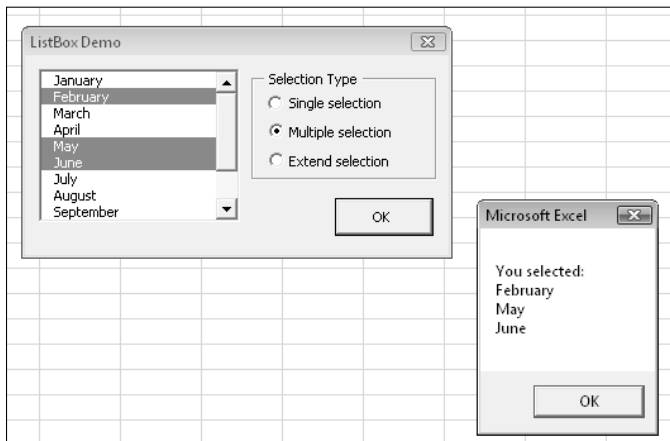 ListBox Demo
January
February
March
April
May
June
July
August
September
Selection Type
Single selection
Multiple selection
Extend selection
OK
Microsoft Excel
You selected:
February
May
June
OK